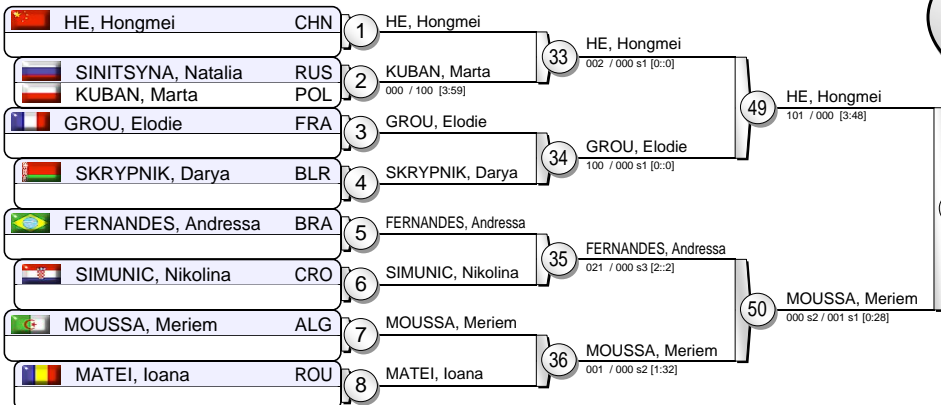 HE, Hongmei CHN
SINITSYNA, Natalia RUS
KUBAN, Marta POL
GROU, Elodie FRA
SKRYPNIK, Darya BLR
FERNANDES, Andressa BRA
SIMUNIC, Nikolina CRO
MOUSSA, Meriem ALG
MATEI, Ioana ROU
1 HE, Hongmei
2 KUBAN, Marta
000 / 100 [3:59]
3 GROU, Elodie
4 SKRYPNIK, Darya
5 FERNANDES, Andressa
6 SIMUNIC, Nikolina
7 MOUSSA, Meriem
8 MATEI, Ioana
33 HE, Hongmei
002 / 000 s1 [0::0]
34 GROU, Elodie
100 / 000 s1 [0::0]
35 FERNANDES, Andressa
021 / 000 s3 [2::2]
36 MOUSSA, Meriem
001 / 000 s2 [1:32]
49 HE, Hongmei
101 / 000 [3:48]
50 MOUSSA, Meriem
000 s2 / 001 s1 [0:28]